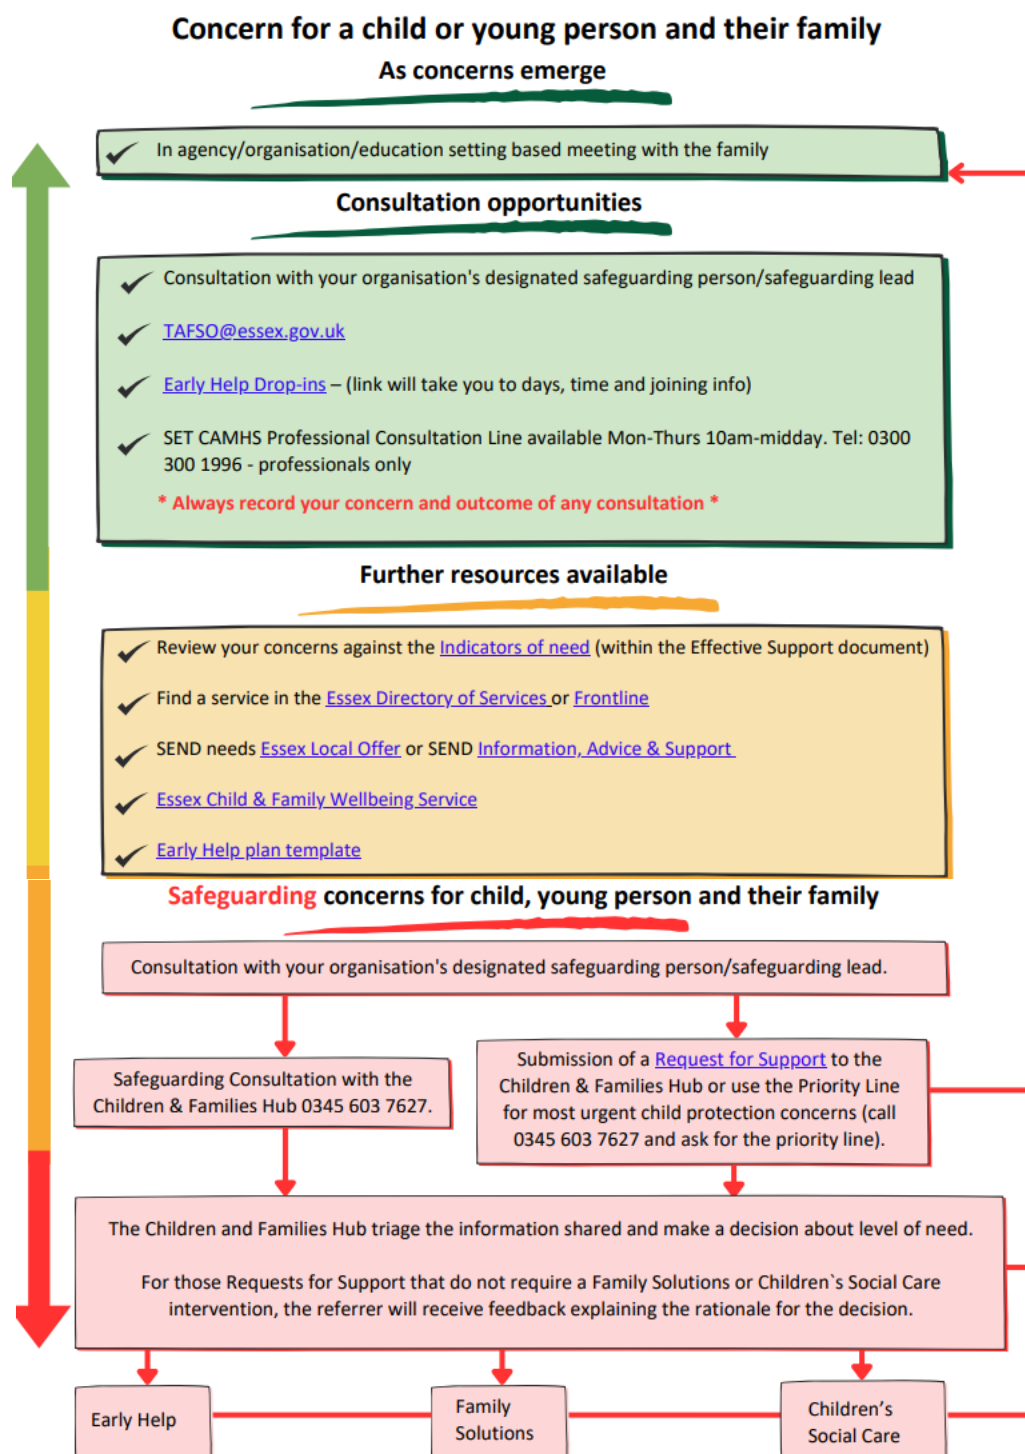 Concern for a child or young person and their family
As concerns emerge
In agency/organisation/education setting based meeting with the family
Consultation opportunities
Consultation with your organisation's designated safeguarding person/safeguarding lead
TAFSO@essex.gov.uk
Early Help Drop-ins – (link will take you to days, time and joining info)
SET CAMHS Professional Consultation Line available Mon-Thurs 10am-midday. Tel: 0300
300 1996 - professionals only
* Always record your concern and outcome of any consultation *
Further resources available
Review your concerns against the Indicators of need (within the Effective Support document)
Find a service in the Essex Directory of Services or Frontline
SEND needs Essex Local Offer or SEND Information, Advice & Support
Essex Child & Family Wellbeing Service
Early Help plan template
Safeguarding concerns for child, young person and their family
Consultation with your organisation's designated safeguarding person/safeguarding lead.
Safeguarding Consultation with the
Children & Families Hub 0345 603 7627.
Submission of a Request for Support to the
Children & Families Hub or use the Priority Line
for most urgent child protection concerns (call
0345 603 7627 and ask for the priority line).
The Children and Families Hub triage the information shared and make a decision about level of need.
For those Requests for Support that do not require a Family Solutions or Children`s Social Care
intervention, the referrer will receive feedback explaining the rationale for the decision.
Early Help
Family
Solutions
Children’s
Social Care